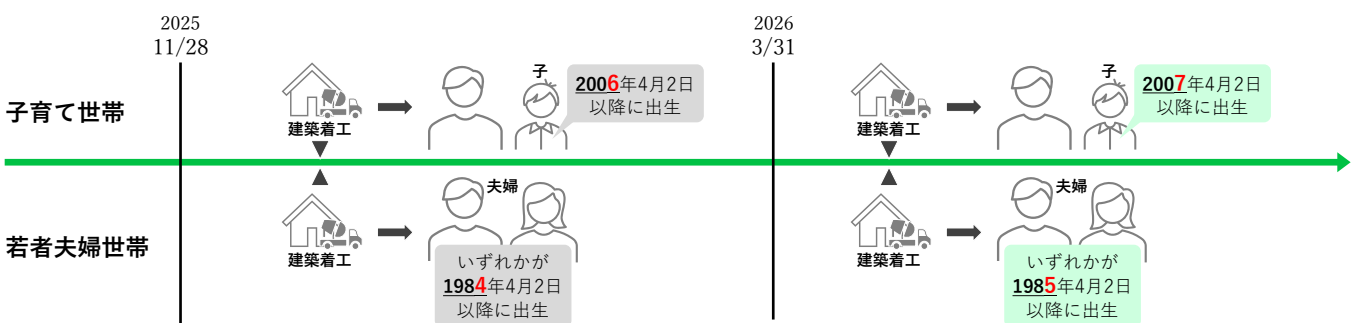 2025
11/28
2026
3/31
子育て世帯
建築着工
子
2006年4月2日
以降に出生
建築着工
子
2007年4月2日
以降に出生
若者夫婦世帯
建築着工
夫婦
いずれかが
1984年4月2日
以降に出生
建築着工
夫婦
いずれかが
1985年4月2日
以降に出生